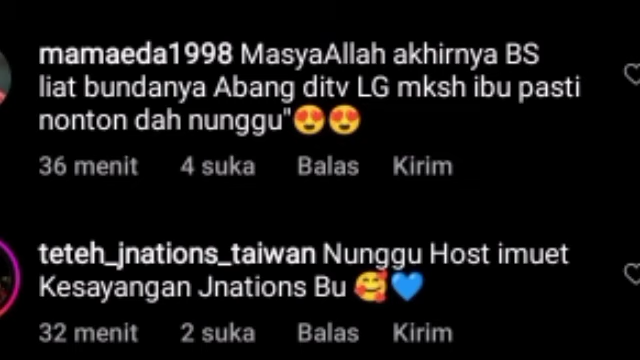 mamaeda1998 MasyaAllah akhirnya BS
liat bundanya Abang ditv LG mksh ibu pasti
nonton dah nunggu"😍😍
36 menit 4 suka Balas Kirim
teteh_jnations_taiwan Nunggu Host imuet
Kesayangan Jnations Bu 🥰💙
32 menit 2 suka Balas Kirim